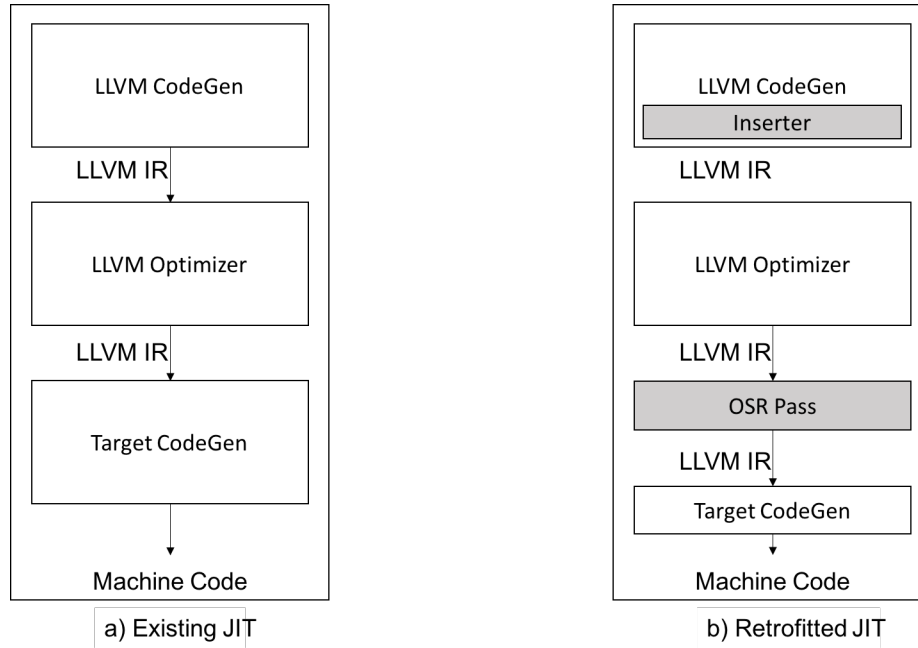 LLVM CodeGen
LLVM IR
LLVM Optimizer
LLVM IR
Target CodeGen
Machine Code
a) Existing JIT
LLVM CodeGen
Inserter
LLVM IR
LLVM Optimizer
LLVM IR
OSR Pass
LLVM IR
Target CodeGen
Machine Code
b) Retrofitted JIT